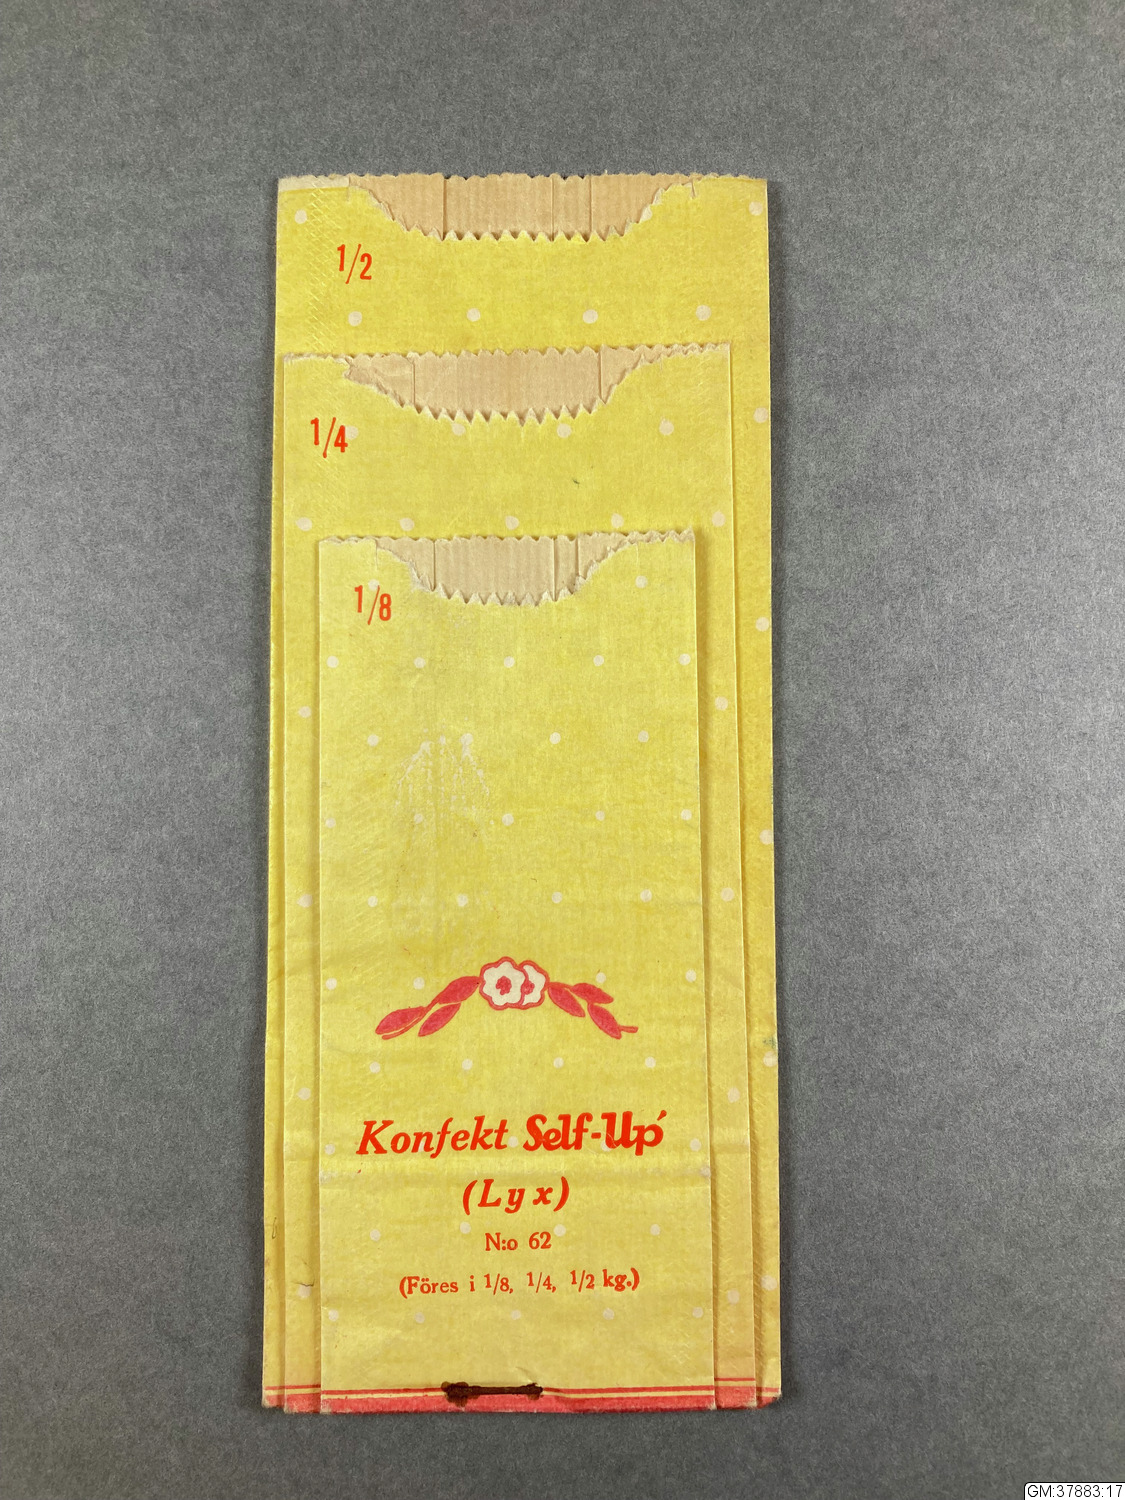 1/2
1/4
1/8
Konfekt Self-Up'
(Lyx)
N:o 62
(Föres i 1/8, 1/4, 1/2 kg.)
GM:37883:17